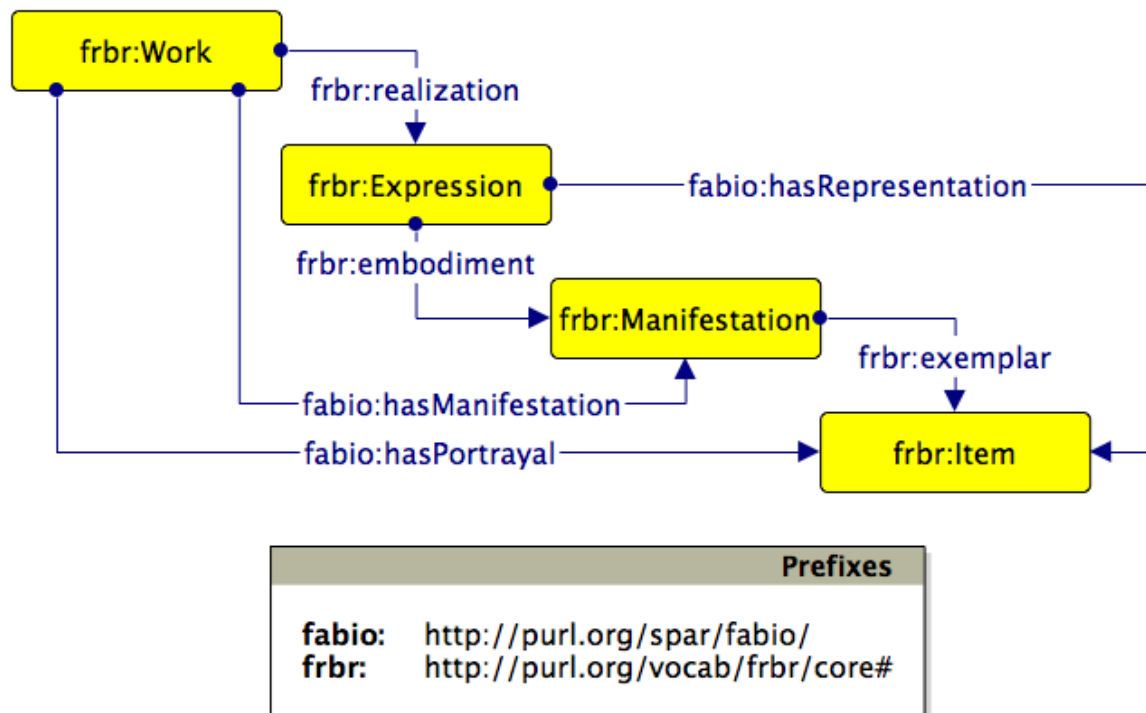 frbr:Work
frbr:realization
frbr:Expression
fabio:hasRepresentation
frbr:embodiment
frbr:Manifestation
frbr:exemplar
fabio:hasManifestation
fabio:hasPortrayal
frbr:Item
Prefixes
fabio: http://purl.org/spar/fabio/
frbr: http://purl.org/vocab/frbr/core#